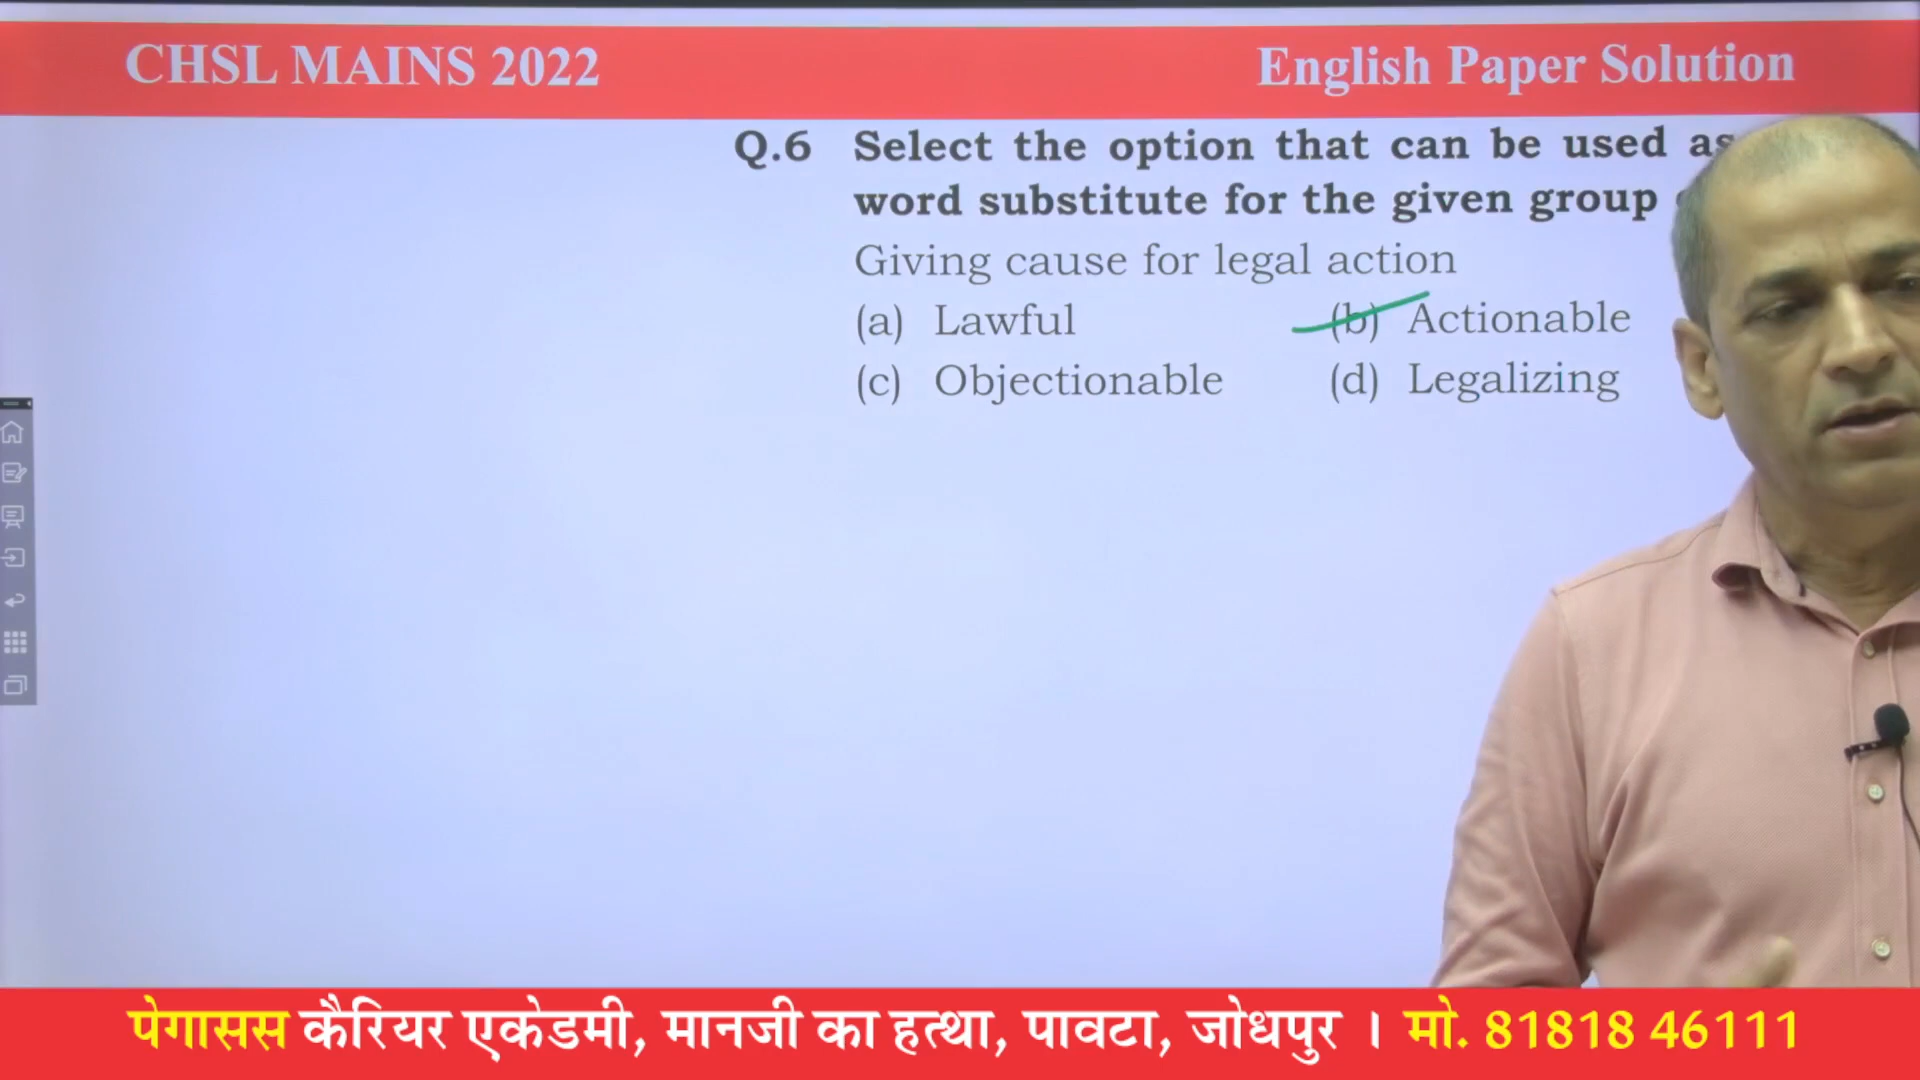 CHSL MAINS 2022
English Paper Solution
Q.6 Select the option that can be used as
word substitute for the given group
Giving cause for legal action
(a) Lawful (b) Actionable
(c) Objectionable (d) Legalizing
पेगासस कैरियर एकेडमी, मानजी का हत्था, पावटा, जोधपुर । मो. 81818 46111